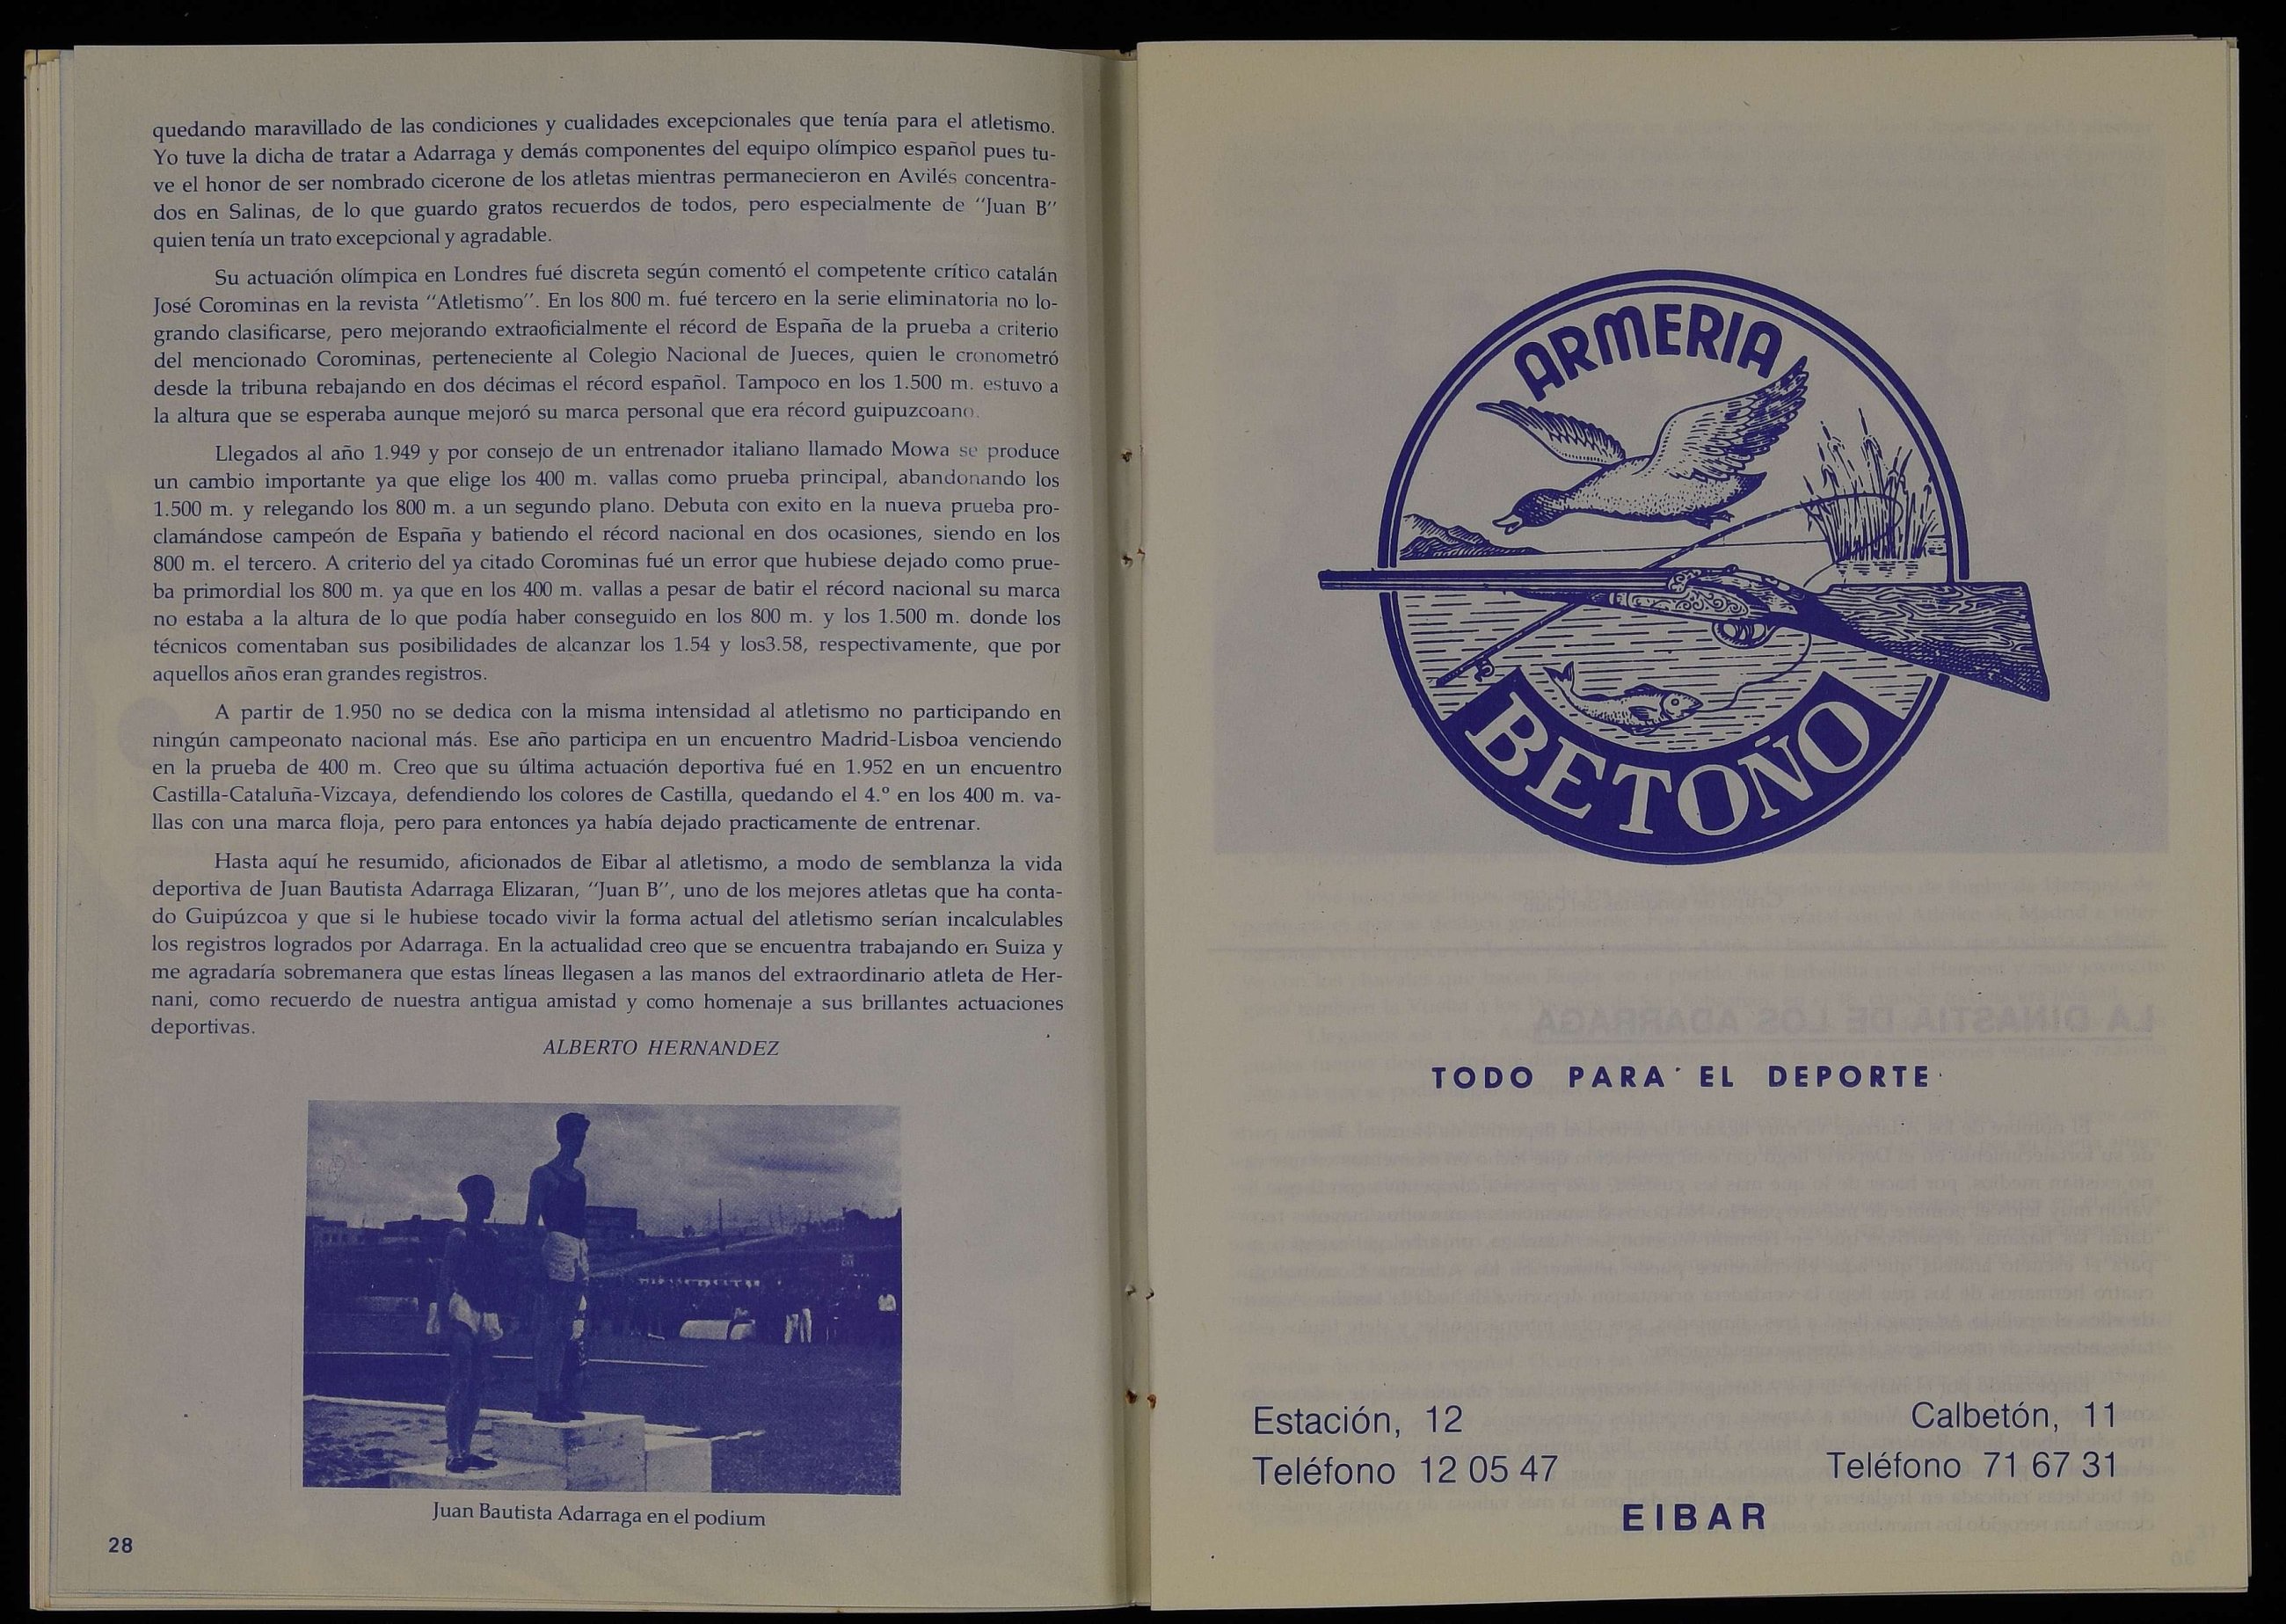 quedando maravillado de las condiciones y cualidades excepcionales que tenía para el atletismo.
Yo tuve la dicha de tratar a Adarraga y demás componentes del equipo olímpico español pues tu-
ve el honor de ser nombrado cicerone de los atletas mientras permanecieron en Avilés concentra-
dos en Salinas, de lo que guardo gratos recuerdos de todos, pero especialmente de "Juan B"
quien tenía un trato excepcional y agradable.
Su actuación olímpica en Londres fué discreta según comentó el competente crítico catalán
José Corominas en la revista "Atletismo". En los 800 m. fué tercero en la serie eliminatoria no lo-
grando clasificarse, pero mejorando extraoficialmente el récord de España de la prueba a criterio
del mencionado Corominas, perteneciente al Colegio Nacional de Jueces, quien le cronometró
desde la tribuna rebajando en dos décimas el récord español. Tampoco en los 1.500 m. estuvo a
la altura que se esperaba aunque mejoró su marca personal que era récord guipuzcoano.
Llegados al año 1.949 y por consejo de un entrenador italiano llamado Mowa se produce
un cambio importante ya que elige los 400 m. vallas como prueba principal, abandonando los
1.500 m. y relegando los 800 m. a un segundo plano. Debuta con exito en la nueva prueba pro-
clamándose campeón de España y batiendo el récord nacional en dos ocasiones, siendo en los
800 m. el tercero. A criterio del ya citado Corominas fué un error que hubiese dejado como prue-
ba primordial los 800 m. ya que en los 400 m. vallas a pesar de batir el récord nacional su marca
no estaba a la altura de lo que podía haber conseguido en los 800 m. y los 1.500 m. donde los
técnicos comentaban sus posibilidades de alcanzar los 1.54 y los3.58, respectivamente, que por
aquellos años eran grandes registros.
A partir de 1.950 no se dedica con la misma intensidad al atletismo no participando en
ningún campeonato nacional más. Ese año participa en un encuentro Madrid-Lisboa venciendo
en la prueba de 400 m. Creo que su última actuación deportiva fué en 1.952 en un encuentro
Castilla-Cataluña-Vizcaya, defendiendo los colores de Castilla, quedando el 4.º en los 400 m. va-
llas con una marca floja, pero para entonces ya había dejado practicamente de entrenar.
Hasta aquí he resumido, aficionados de Eibar al atletismo, a modo de semblanza la vida
deportiva de Juan Bautista Adarraga Elizaran, "Juan B", uno de los mejores atletas que ha conta-
do Guipúzcoa y que si le hubiese tocado vivir la forma actual del atletismo serían incalculables
los registros logrados por Adarraga. En la actualidad creo que se encuentra trabajando en Suiza y
me agradaría sobremanera que estas líneas llegasen a las manos del extraordinario atleta de Her-
nani, como recuerdo de nuestra antigua amistad y como homenaje a sus brillantes actuaciones
deportivas.
ALBERTO HERNANDEZ
Juan Bautista Adarraga en el podium
28
ARMERIA
BETOÑO
TODO PARA EL DEPORTE
Estación, 12
Teléfono 12 05 47
Calbetón, 11
Teléfono 71 67 31
EIBAR